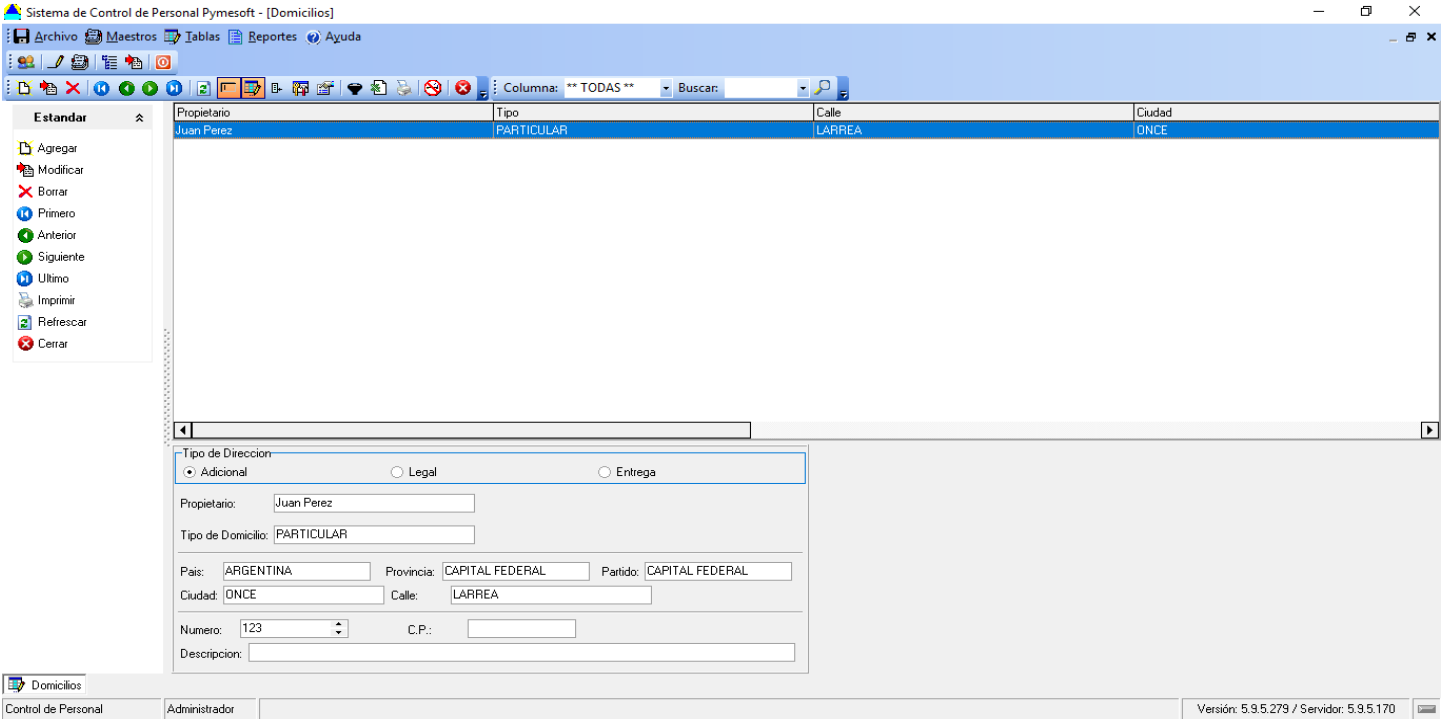 Sistema de Control de Personal Pymesoft - [Domicilios]
Archivo Maestros Tablas Reportes Ayuda
Columna: ** TODAS ** Buscar:
Estandar
Agregar
Modificar
Borrar
Primero
Anterior
Siguiente
Ultimo
Imprimir
Refrescar
Cerrar
Propietario Tipo Calle Ciudad
Juan Perez PARTICULAR LARREA ONCE
Tipo de Direccion
Adicional Legal Entrega
Propietario: Juan Perez
Tipo de Domicilio: PARTICULAR
Pais: ARGENTINA Provincia: CAPITAL FEDERAL Partido: CAPITAL FEDERAL
Ciudad: ONCE Calle: LARREA
Numero: 123 C.P.:
Descripcion:
Domicilios
Control de Personal Administrador Versión: 5.9.5.279 / Servidor: 5.9.5.170